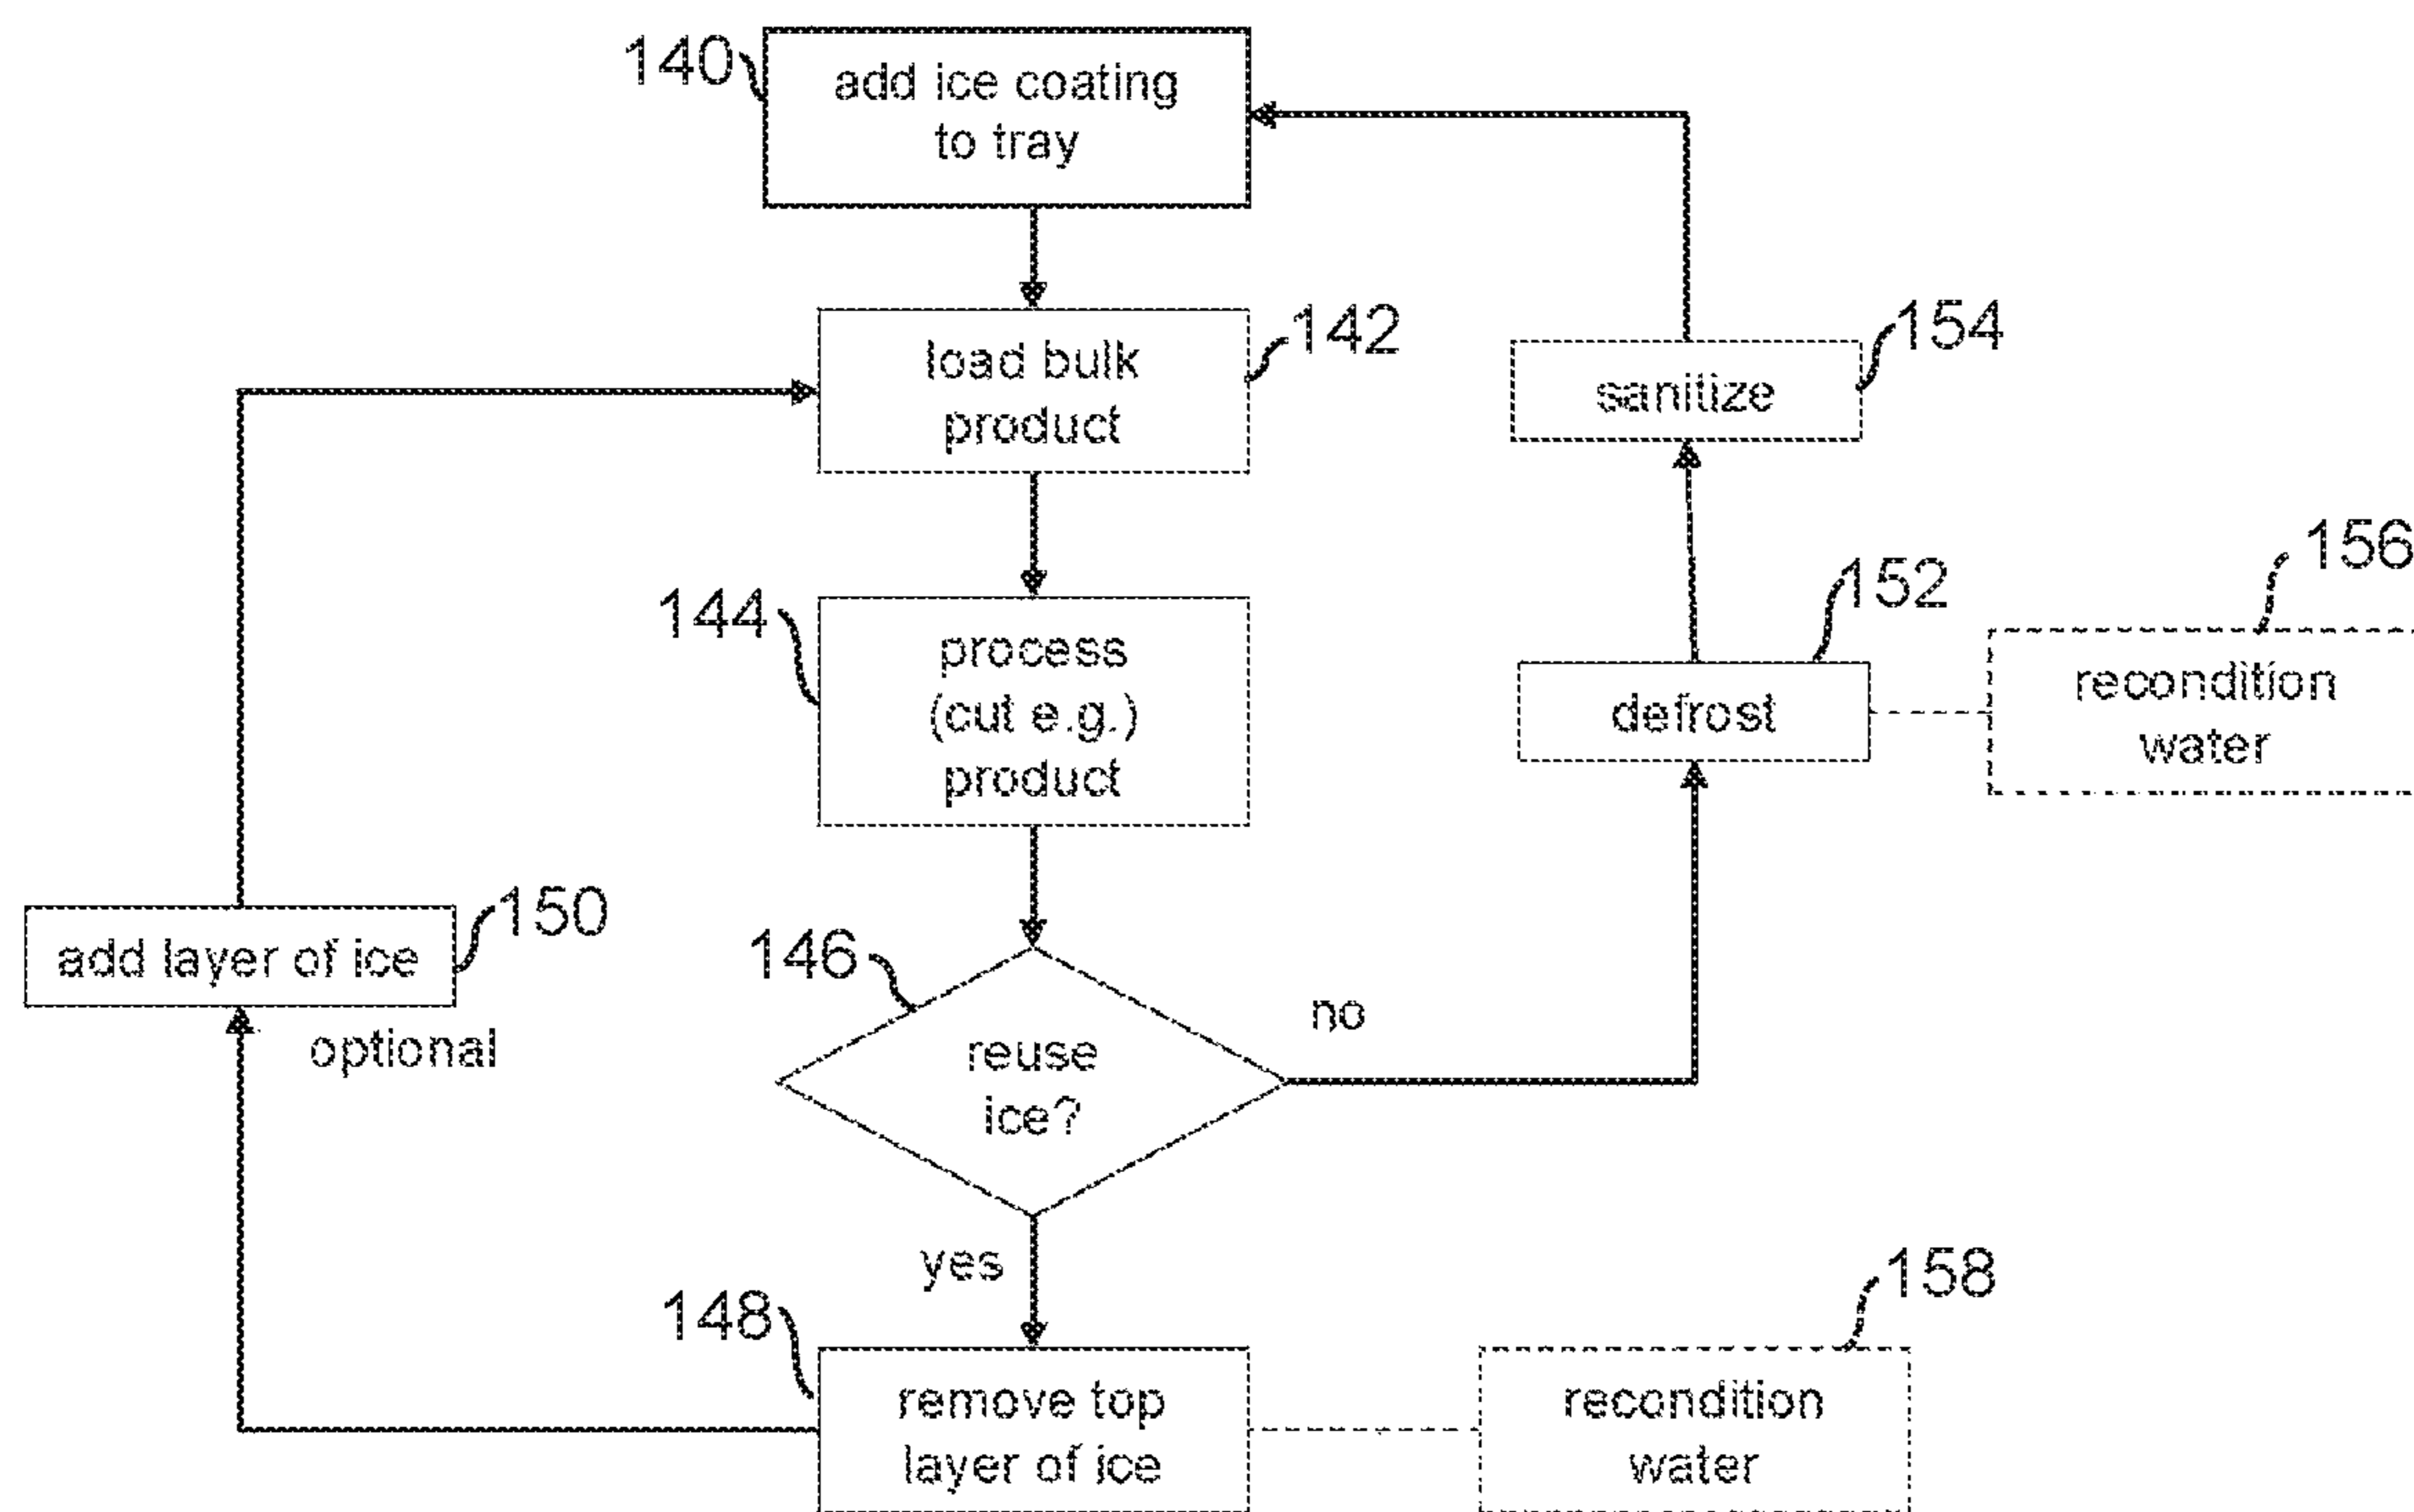 140
add ice coating
to tray
load bulk
product
142
154
sanitize
144
process
(cut e.g.)
product
152
defrost
156
recondition
water
150
add layer of ice
optional
146
reuse
ice?
no
yes
148
remove top
layer of ice
158
recondition
water